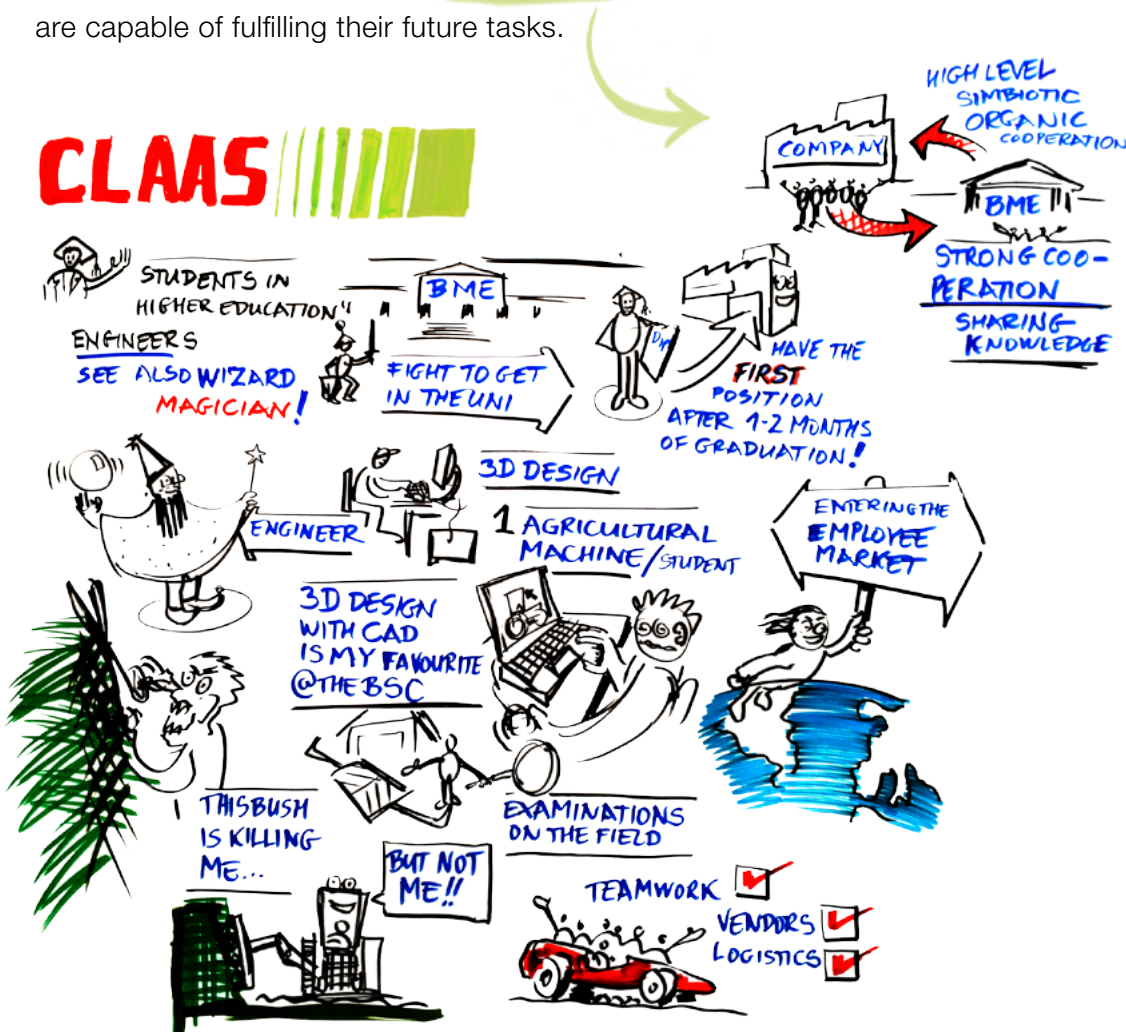 are capable of fulfilling their future tasks.
HIGH LEVEL
SIMBIOTIC
ORGANIC
COOPERATION
COMPANY
BME
STRONG COO-
PERATION
SHARING
KNOWLEDGE
CLAAS
STUDENTS IN
HIGHER EDUCATION"
ENGINEERS
SEE ALSO WIZARD
MAGICIAN!
BME
FIGHT TO GET
IN THE UNI
HAVE THE
FIRST
POSITION
AFTER 1-2 MONTHS
OF GRADUATION!
ENGINEER
3D DESIGN
1 AGRICULTURAL
MACHINE/STUDENT
ENTERING THE
EMPLOYEE
MARKET
3D DESIGN
WITH CAD
IS MY FAVOURITE
@THE BSC
THIS BUSH
IS KILLING
ME...
BUT NOT
ME!!
EXAMINATIONS
ON THE FIELD
TEAMWORK
VENDORS
LOGISTICS